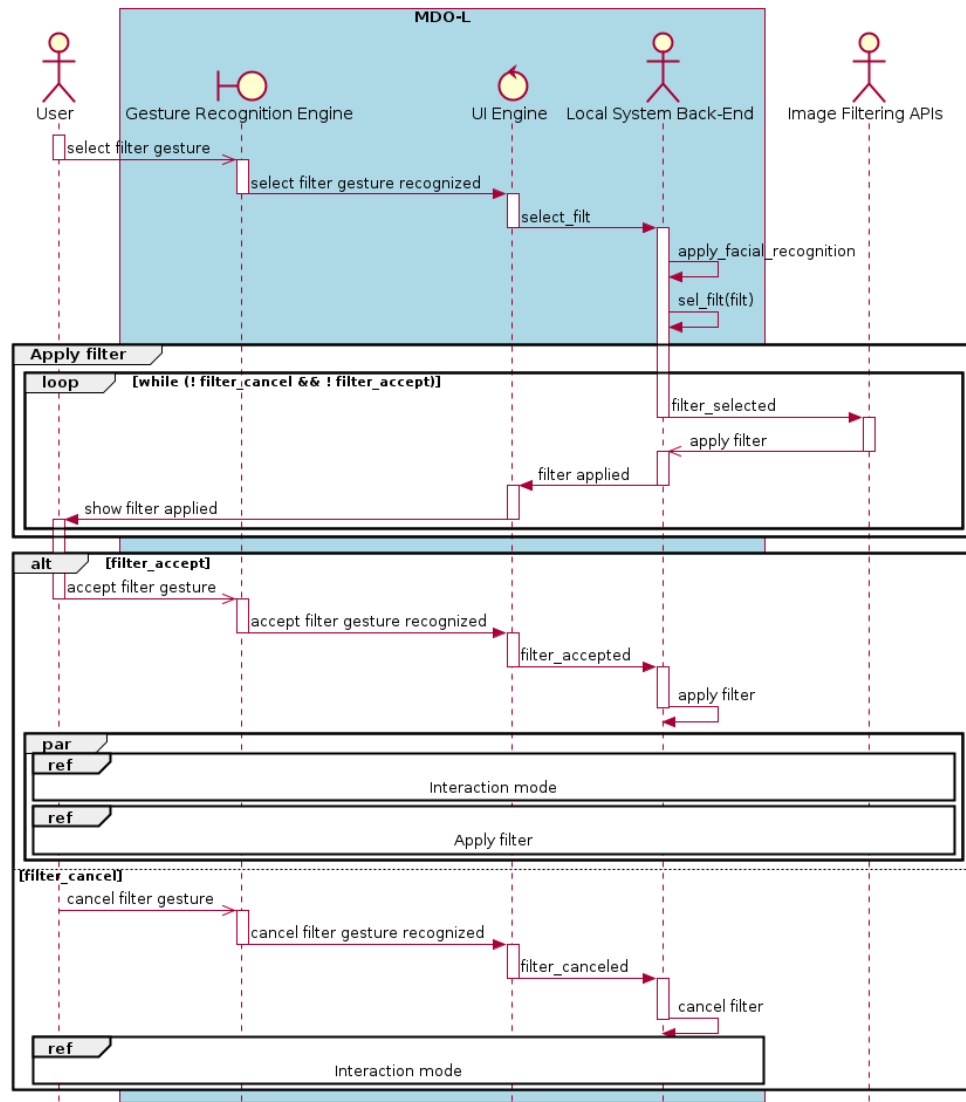 MDO-L
User
Gesture Recognition Engine
UI Engine
Local System Back-End
Image Filtering APIs
select filter gesture
select filter gesture recognized
select_filt
apply_facial_recognition
sel_filt(filt)
Apply filter
loop
[while (! filter_cancel && ! filter_accept)]
filter_selected
apply filter
filter applied
show filter applied
alt
[filter_accept]
accept filter gesture
accept filter gesture recognized
filter_accepted
apply filter
par
ref
Interaction mode
ref
Apply filter
[filter_cancel]
cancel filter gesture
cancel filter gesture recognized
filter_canceled
cancel filter
ref
Interaction mode